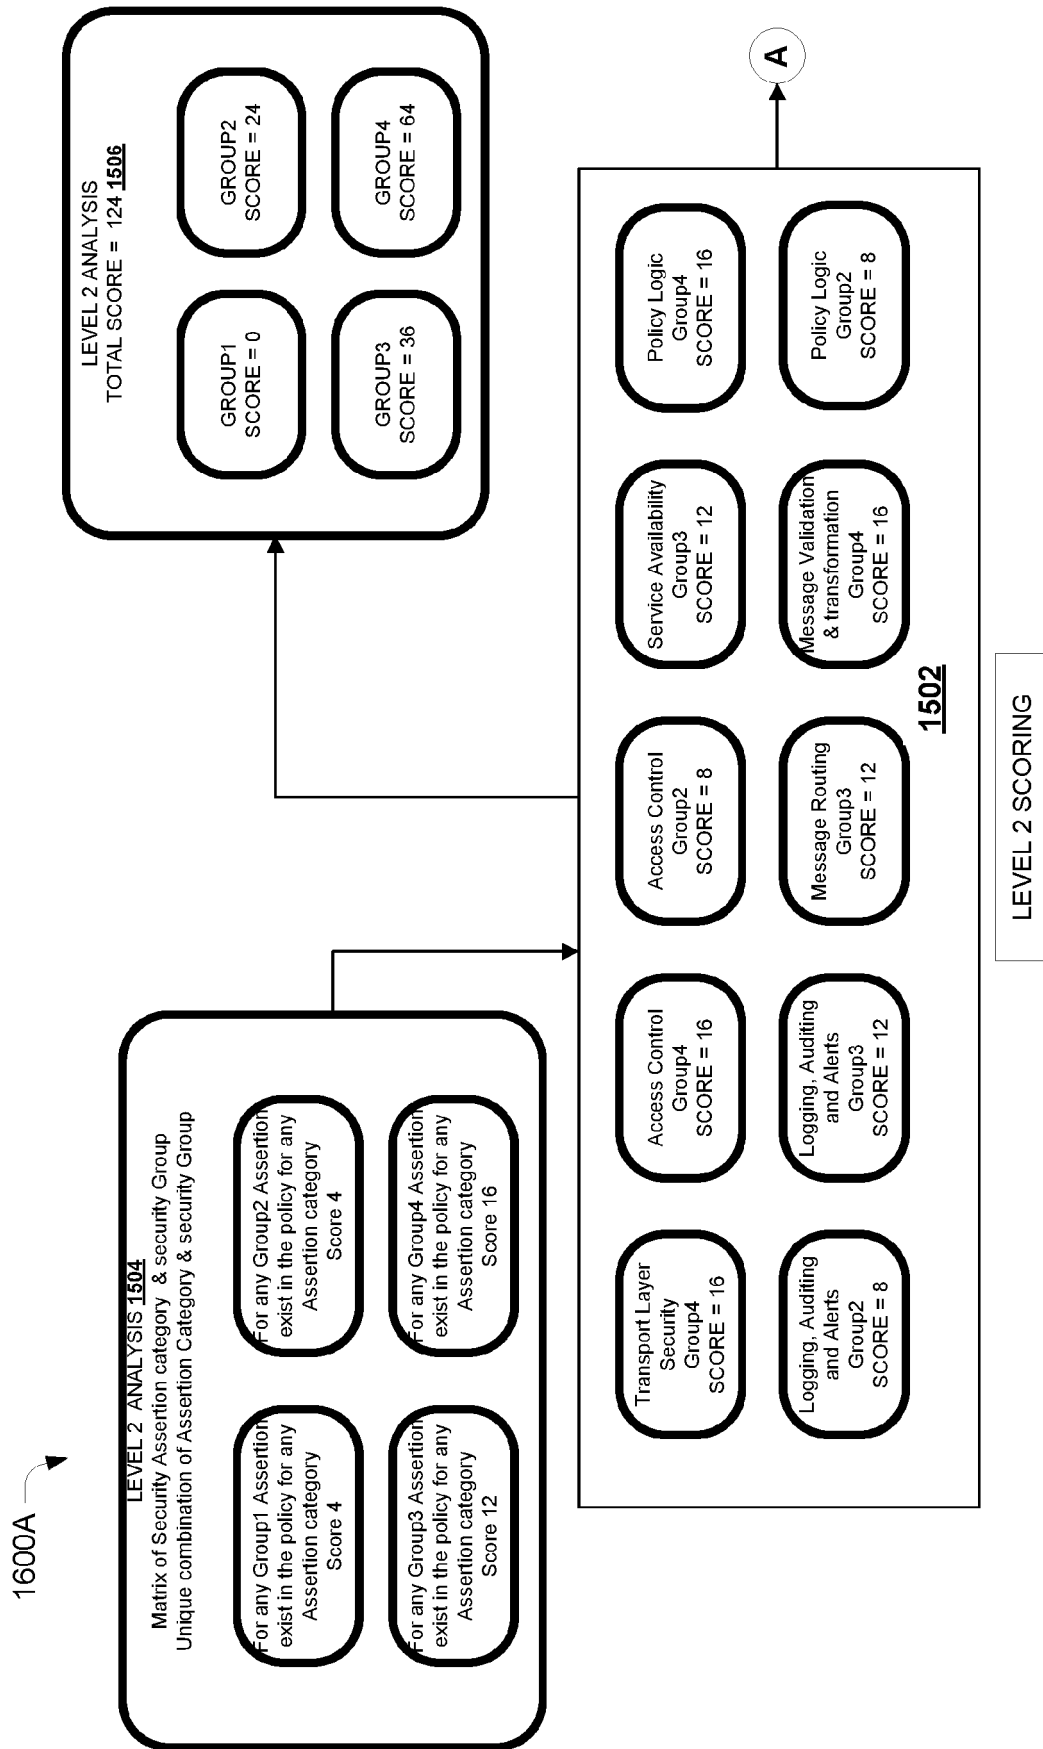 1600A
LEVEL 2 ANALYSIS 1504
Matrix of Security Assertion category & security Group
Unique combination of Assertion Category & security Group
For any Group1 Assertion
exist in the policy for any
Assertion category
Score 4
For any Group2 Assertion
exist in the policy for any
Assertion category
Score 4
For any Group3 Assertion
exist in the policy for any
Assertion category
Score 12
For any Group4 Assertion
exist in the policy for any
Assertion category
Score 16
LEVEL 2 ANALYSIS
TOTAL SCORE = 124 1506
GROUP1
SCORE = 0
GROUP2
SCORE = 24
GROUP3
SCORE = 36
GROUP4
SCORE = 64
Transport Layer
Security
Group4
SCORE = 16
Access Control
Group4
SCORE = 16
Access Control
Group2
SCORE = 8
Service Availability
Group3
SCORE = 12
Policy Logic
Group4
SCORE = 16
Logging, Auditing
and Alerts
Group2
SCORE = 8
Logging, Auditing
and Alerts
Group3
SCORE = 12
Message Routing
Group3
SCORE = 12
Message Validation
& transformation
Group4
SCORE = 16
Policy Logic
Group2
SCORE = 8
1502
A
LEVEL 2 SCORING